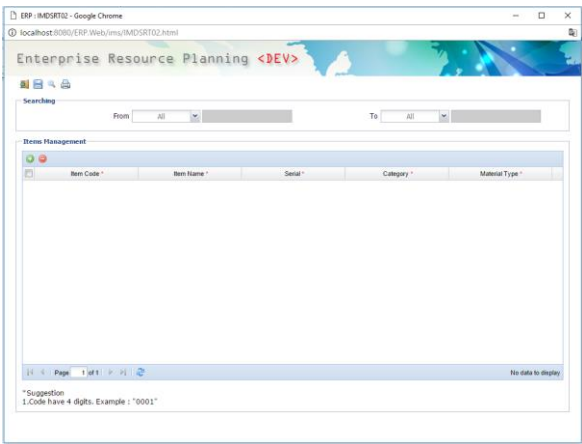 ERP : IMDSRT02 - Google Chrome
localhost:8080/ERP.Web/ims/IMDSRT02.html
Enterprise Resource Planning <DEV>
Searching
From All To All
Items Management
Item Code * Item Name * Serial * Category * Material Type *
Page 1 of 1 No data to display
*Suggestion
1.Code have 4 digits. Example : "0001"